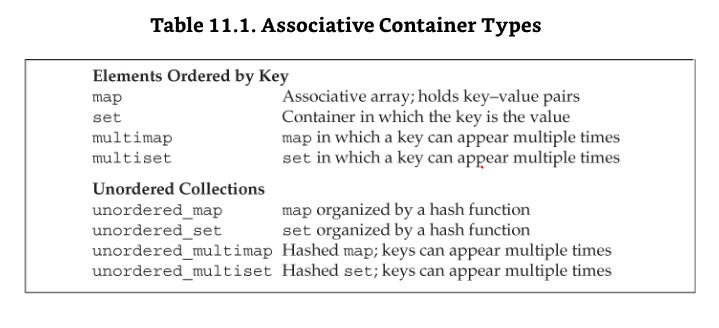 Table 11.1. Associative Container Types
Elements Ordered by Key
map Associative array; holds key–value pairs
set Container in which the key is the value
multimap map in which a key can appear multiple times
multiset set in which a key can appear multiple times
Unordered Collections
unordered_map map organized by a hash function
unordered_set set organized by a hash function
unordered_multimap Hashed map; keys can appear multiple times
unordered_multiset Hashed set; keys can appear multiple times